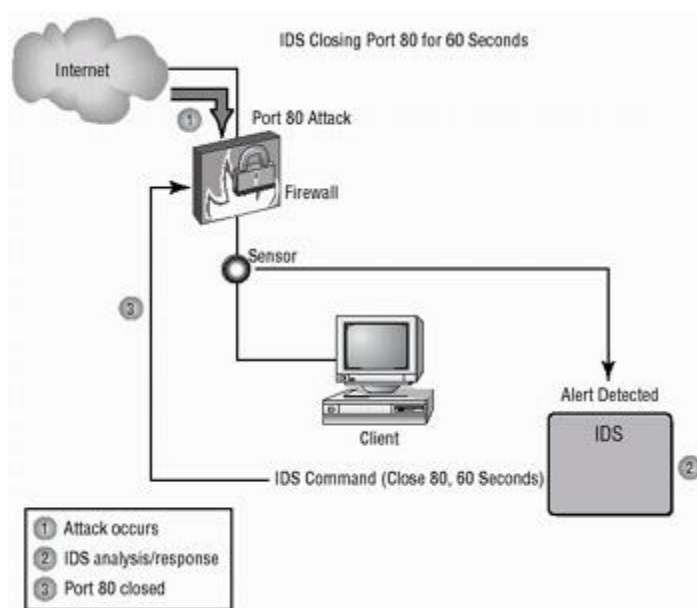 IDS Closing Port 80 for 60 Seconds
Internet
1
Port 80 Attack
Firewall
Sensor
3
Client
Alert Detected
IDS
2
IDS Command (Close 80, 60 Seconds)
1 Attack occurs
2 IDS analysis/response
3 Port 80 closed